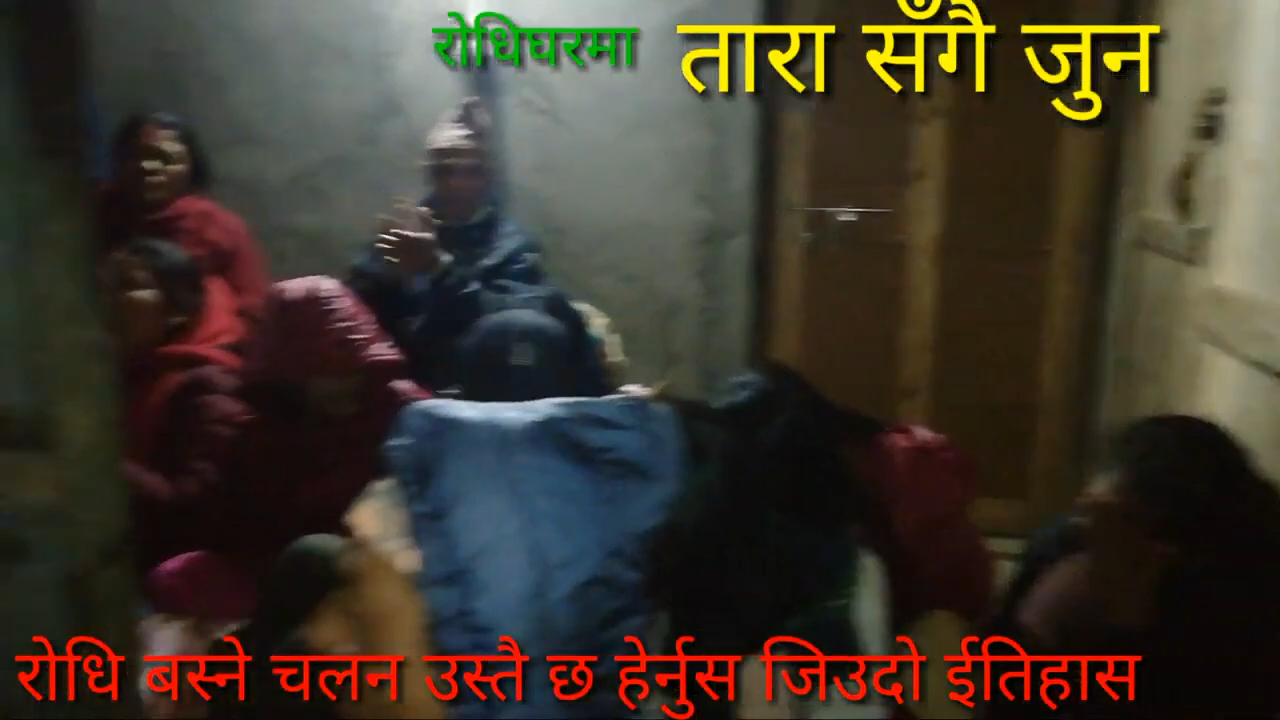 रोधिघरमा तारा सँगै जुन
रोधि बस्ने चलन उस्तै छ हेर्नुस जिउदो ईतिहास